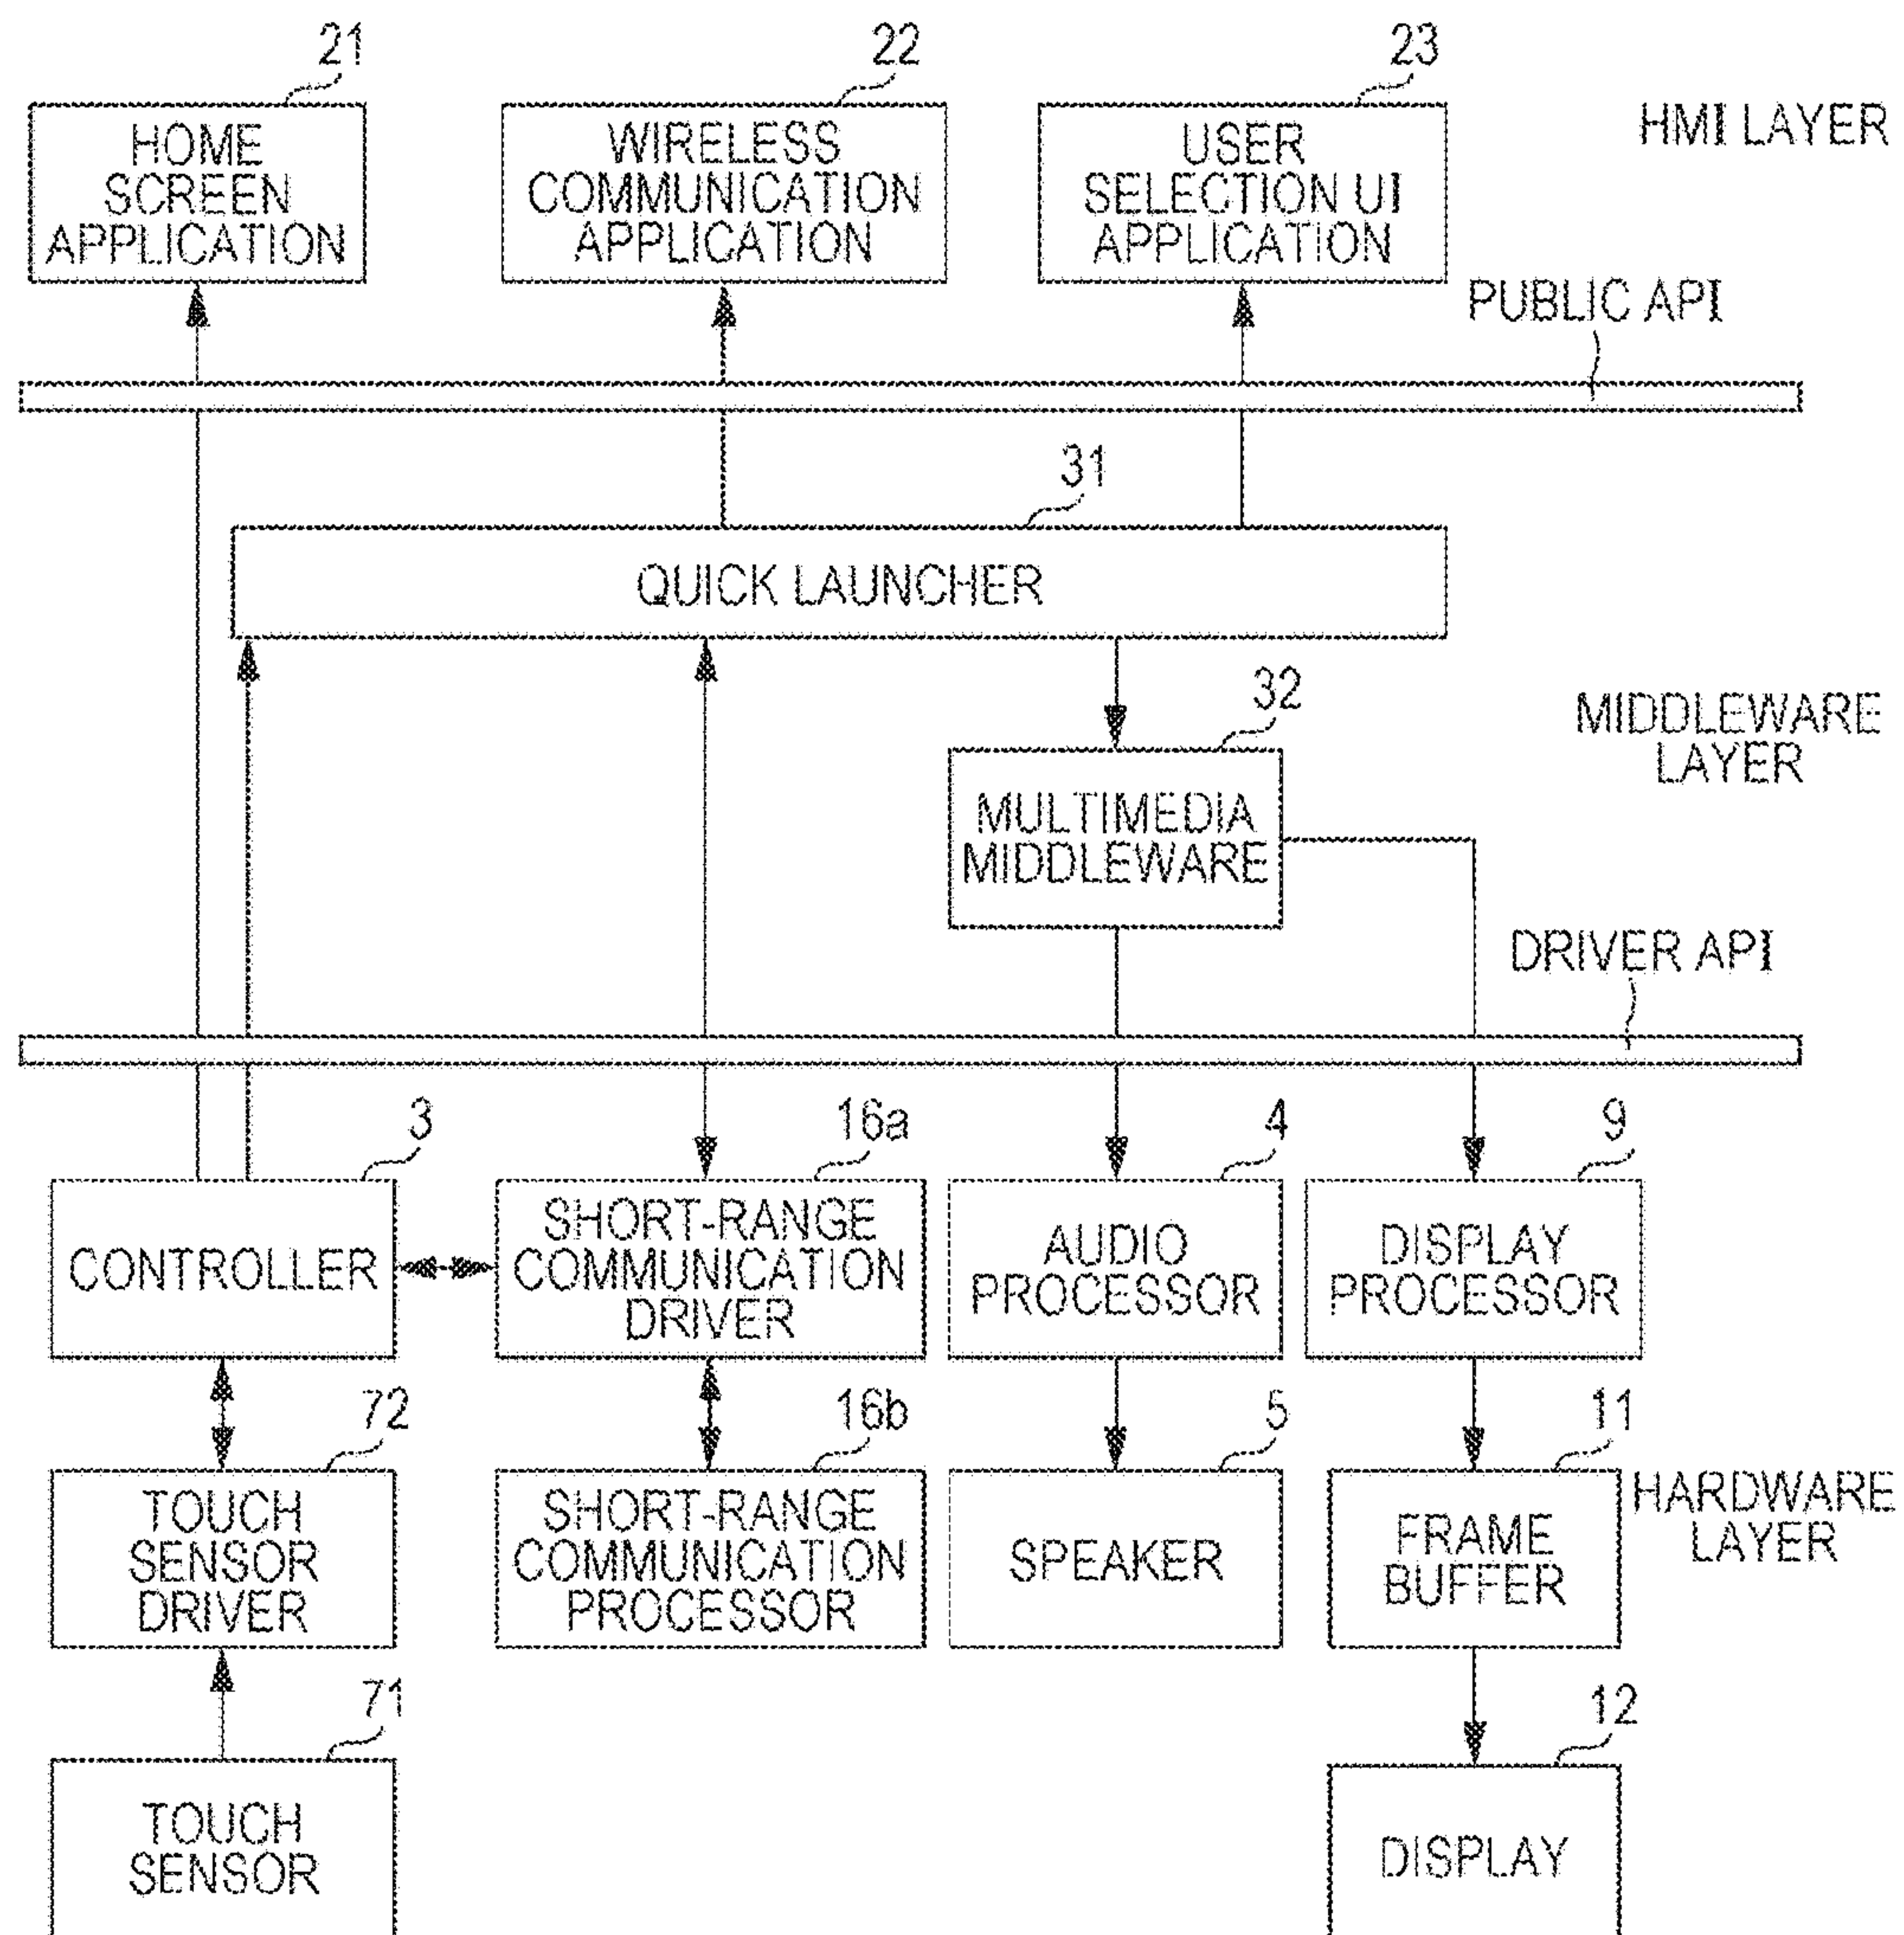 21
22
23
HOME
SCREEN
APPLICATION
WIRELESS
COMMUNICATION
APPLICATION
USER
SELECTION UI
APPLICATION
HMI LAYER
PUBLIC API
31
QUICK LAUNCHER
32
MULTIMEDIA
MIDDLEWARE
MIDDLEWARE
LAYER
DRIVER API
3
16a
4
9
CONTROLLER
SHORT-RANGE
COMMUNICATION
DRIVER
AUDIO
PROCESSOR
DISPLAY
PROCESSOR
72
16b
5
11
TOUCH
SENSOR
DRIVER
SHORT-RANGE
COMMUNICATION
PROCESSOR
SPEAKER
FRAME
BUFFER
HARDWARE
LAYER
71
12
TOUCH
SENSOR
DISPLAY